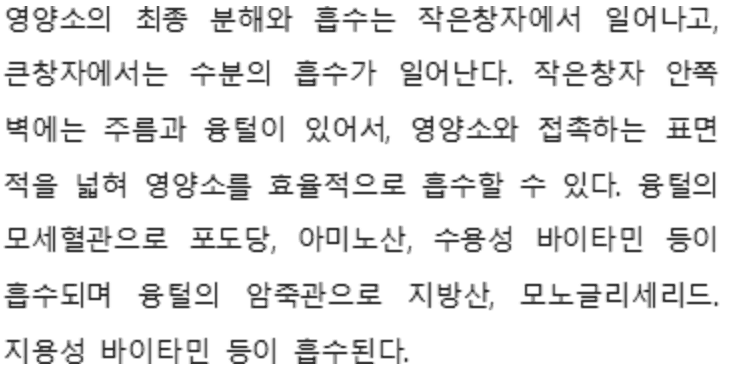 영양소의 최종 분해와 흡수는 작은창자에서 일어나고,
큰창자에서는 수분의 흡수가 일어난다. 작은창자 안쪽
벽에는 주름과 융털이 있어서, 영양소와 접촉하는 표면
적을 넓혀 영양소를 효율적으로 흡수할 수 있다. 융털의
모세혈관으로 포도당, 아미노산, 수용성 바이타민 등이
흡수되며 융털의 암죽관으로 지방산, 모노글리세리드.
지용성 바이타민 등이 흡수된다.